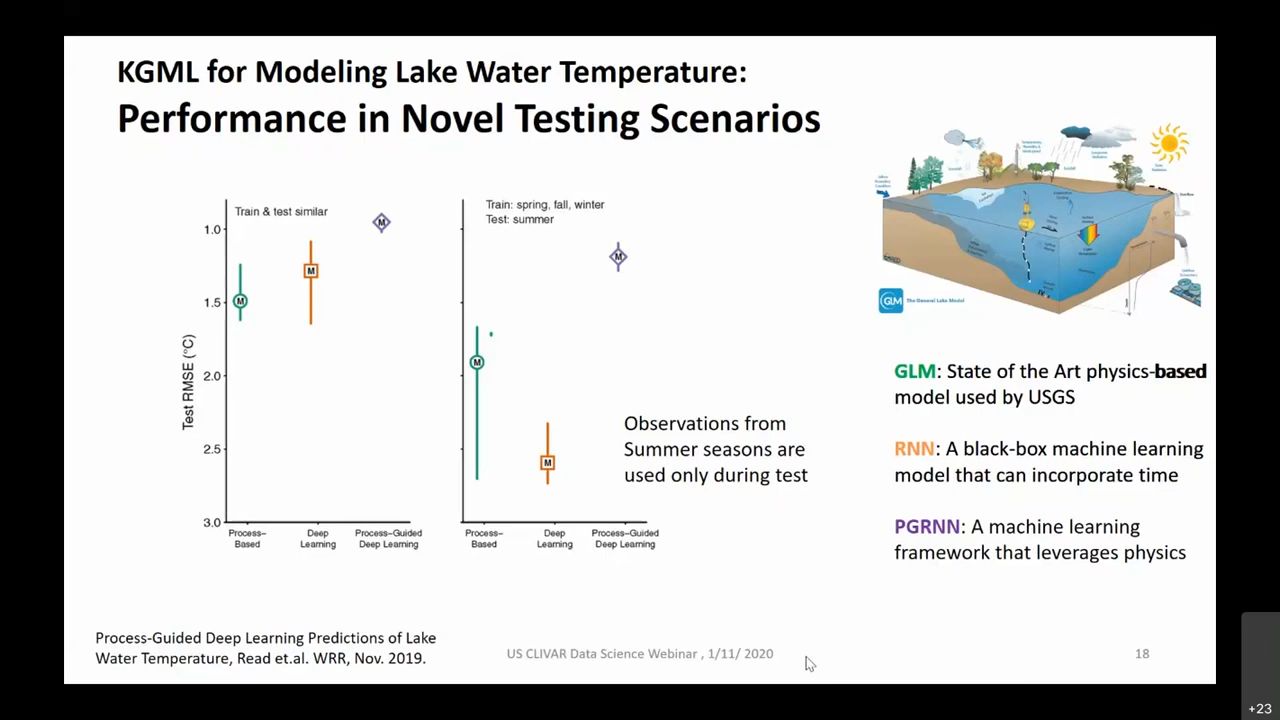 KGML for Modeling Lake Water Temperature:
Performance in Novel Testing Scenarios
Train & test similar
Train: spring, fall, winter
Test: summer
Test RMSE (°C)
1.0
1.5
2.0
2.5
3.0
M
M
M
M
M
M
Process–
Based
Deep
Learning
Process–Guided
Deep Learning
Process–
Based
Deep
Learning
Process–Guided
Deep Learning
Observations from
Summer seasons are
used only during test
GLM
The General Lake Model
GLM: State of the Art physics-based
model used by USGS
RNN: A black-box machine learning
model that can incorporate time
PGRNN: A machine learning
framework that leverages physics
Process-Guided Deep Learning Predictions of Lake
Water Temperature, Read et.al. WRR, Nov. 2019.
US CLIVAR Data Science Webinar , 1/11/ 2020
18
+23